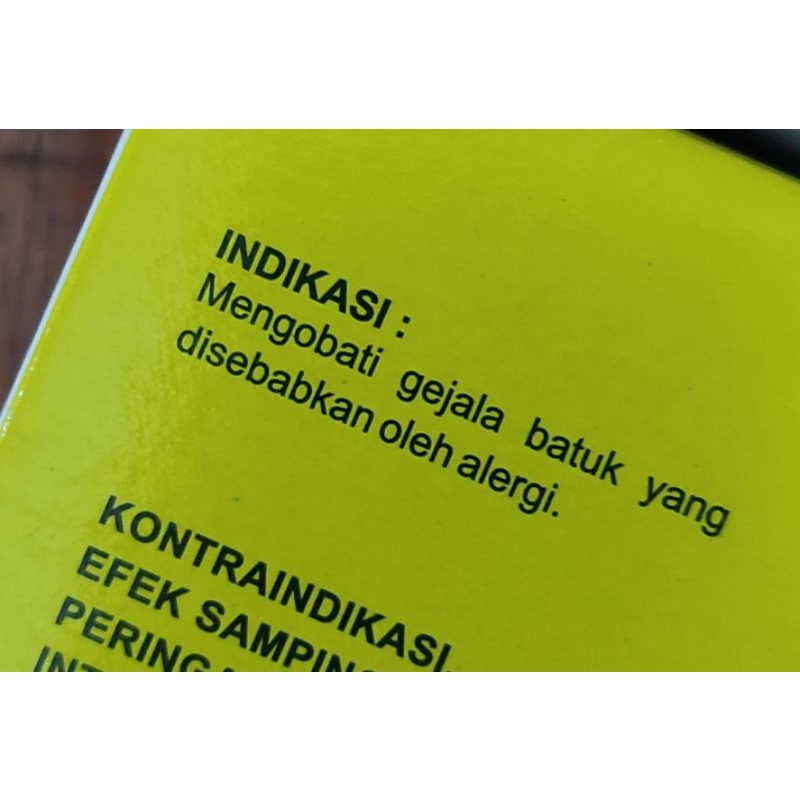 INDIKASI :
Mengobati gejala batuk yang
disebabkan oleh alergi.
KONTRAINDIKASI,
EFEK SAMPING